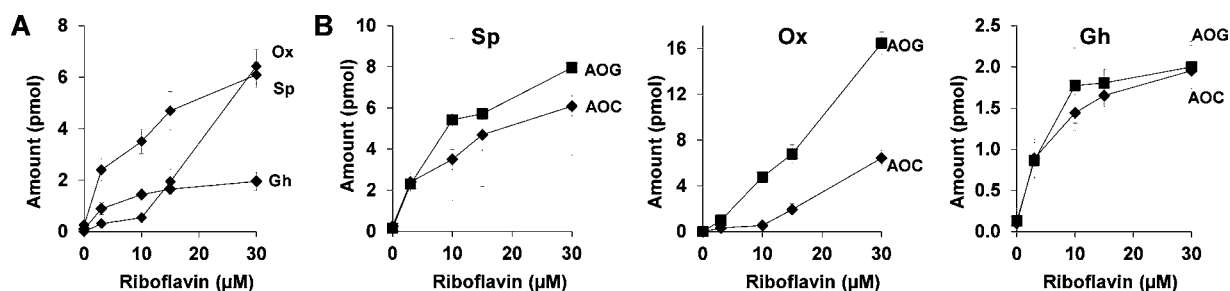 A
8
6
4
2
0
Amount (pmol)
Ox
Sp
Gh
0 10 20 30
Riboflavin (µM)
B
Sp
10
8
6
4
2
0
Amount (pmol)
AOG
AOC
0 10 20 30
Riboflavin (µM)
Ox
16
12
8
4
0
Amount (pmol)
AOG
AOC
0 10 20 30
Riboflavin (µM)
Gh
2.5
2.0
1.5
1.0
0.5
0.0
Amount (pmol)
AOG
AOC
0 10 20 30
Riboflavin (µM)